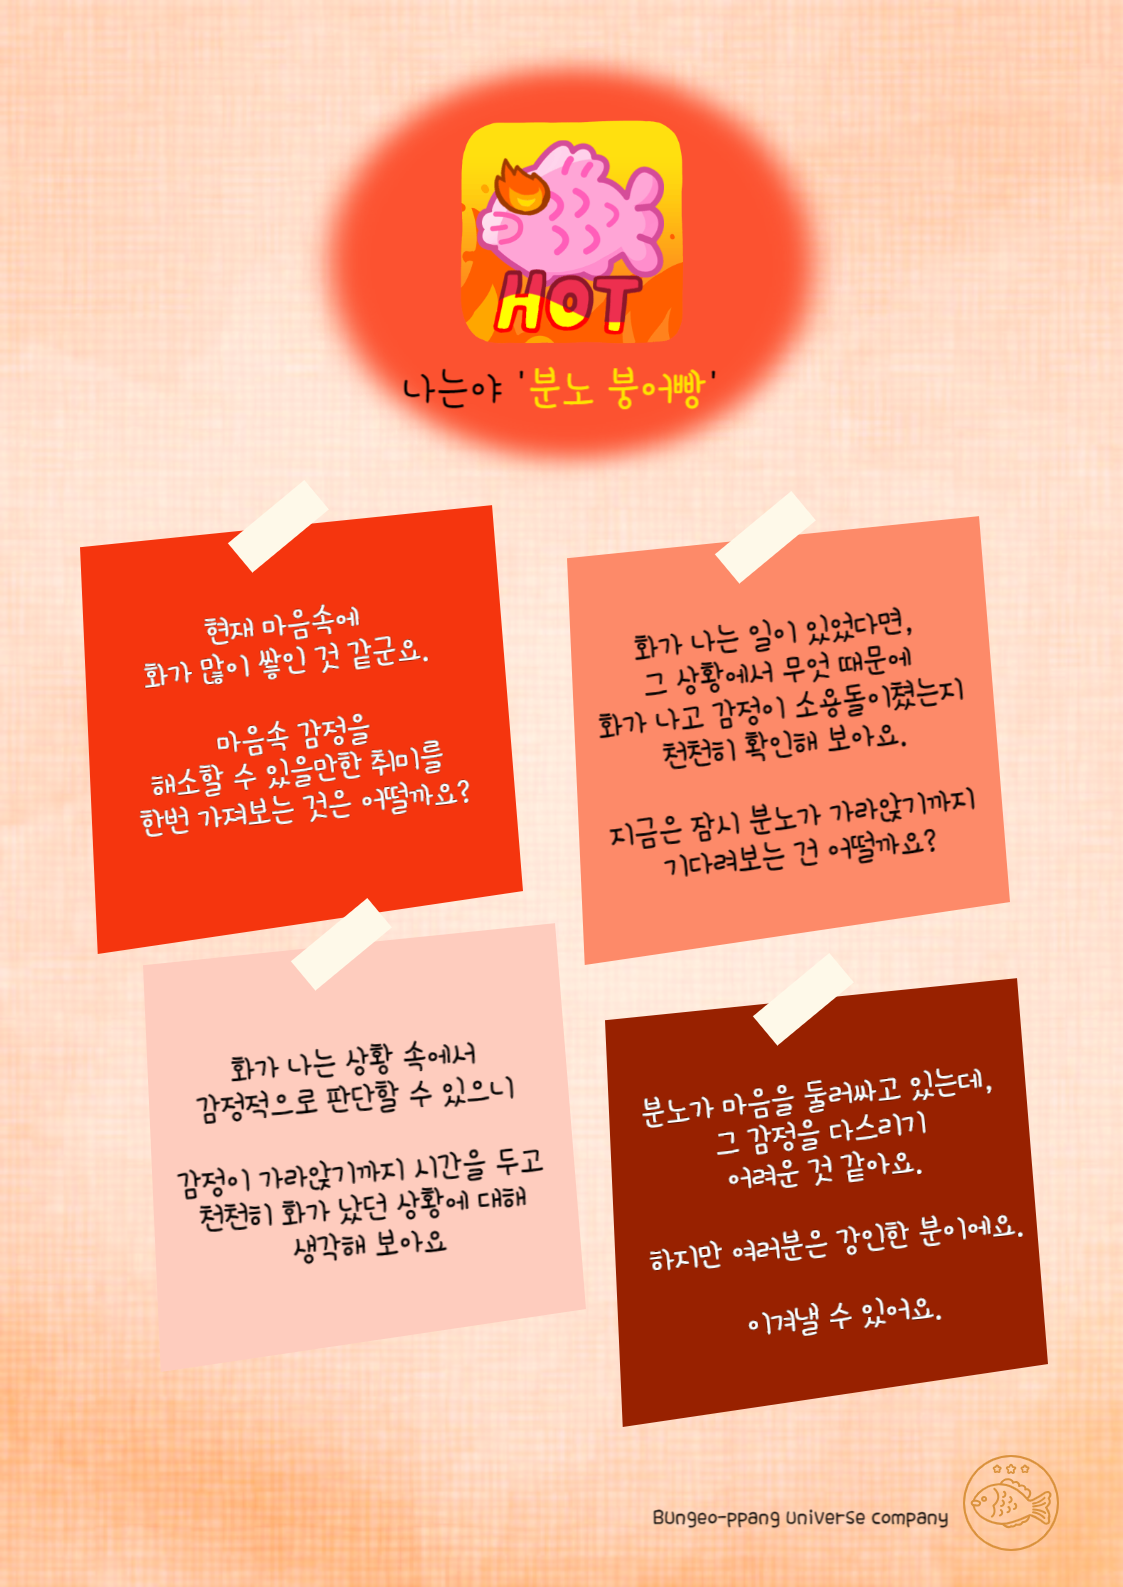 HOT
나는야 '분노 붕어빵'
현재 마음속에
화가 많이 쌓인 것 같군요.
마음속 감정을
해소할 수 있을만한 취미를
한번 가져보는 것은 어떨까요?
화가 나는 일이 있었다면,
그 상황에서 무엇 때문에
화가 나고 감정이 소용돌이쳤는지
천천히 확인해 보아요.
지금은 잠시 분노가 가라앉기까지
기다려보는 건 어떨까요?
화가 나는 상황 속에서
감정적으로 판단할 수 있으니
감정이 가라앉기까지 시간을 두고
천천히 화가 났던 상황에 대해
생각해 보아요
분노가 마음을 둘러싸고 있는데,
그 감정을 다스리기
어려운 것 같아요.
하지만 여러분은 강인한 분이에요.
이겨낼 수 있어요.
Bungeo-ppang universe company